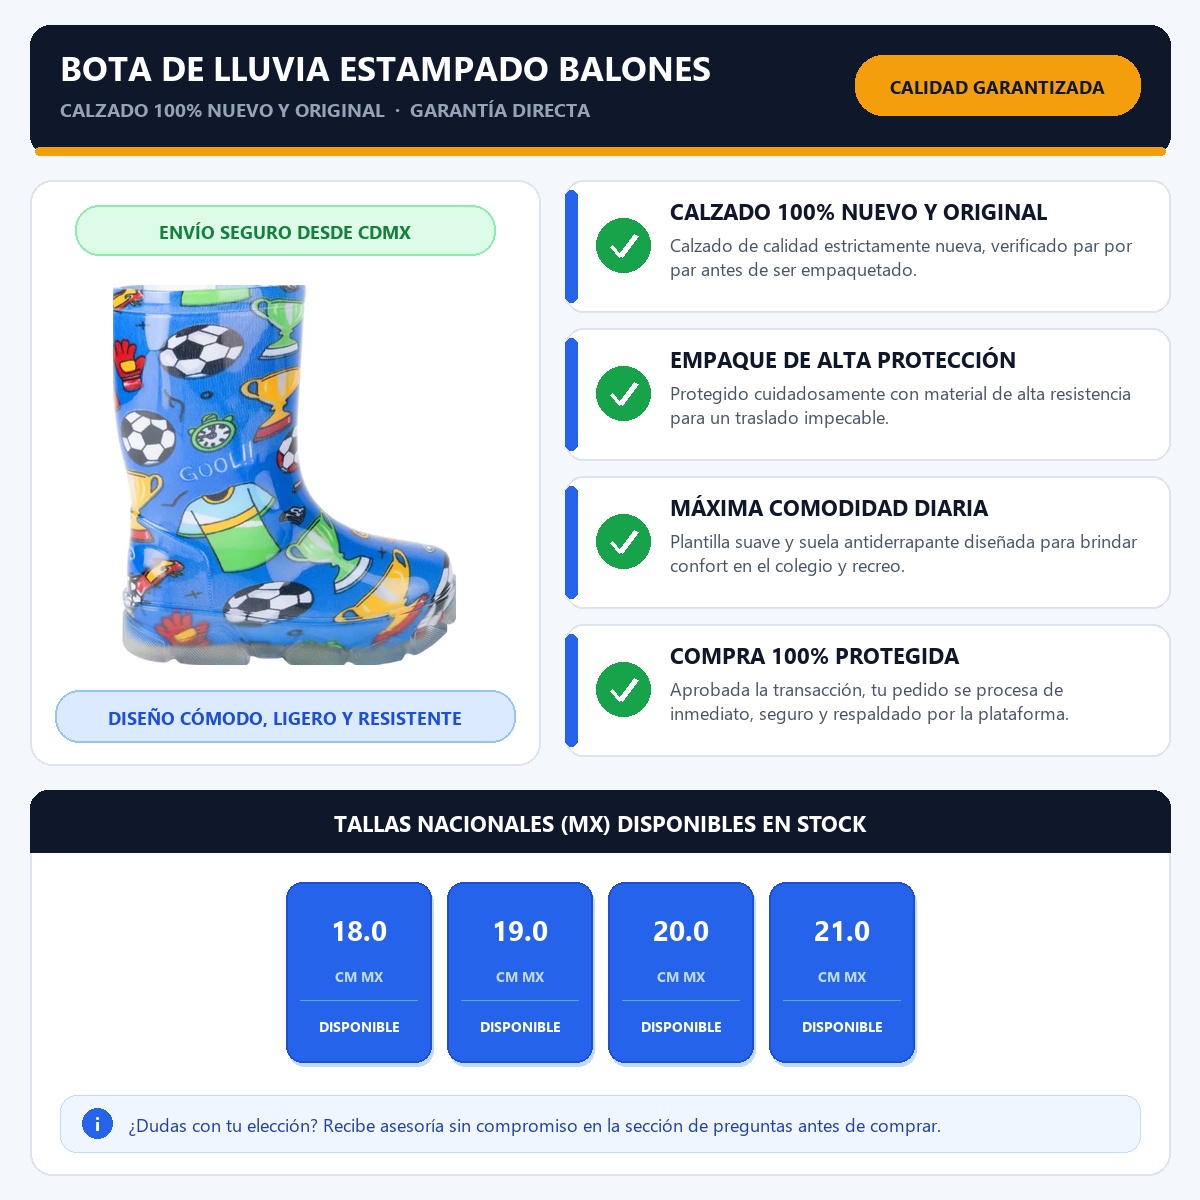 BOTA DE LLUVIA ESTAMPADO BALONES
CALZADO 100% NUEVO Y ORIGINAL · GARANTÍA DIRECTA
CALIDAD GARANTIZADA
ENVÍO SEGURO DESDE CDMX
GOOL!!
DISEÑO CÓMODO, LIGERO Y RESISTENTE
CALZADO 100% NUEVO Y ORIGINAL
Calzado de calidad estrictamente nueva, verificado par por
par antes de ser empaquetado.
EMPAQUE DE ALTA PROTECCIÓN
Protegido cuidadosamente con material de alta resistencia
para un traslado impecable.
MÁXIMA COMODIDAD DIARIA
Plantilla suave y suela antiderrapante diseñada para brindar
confort en el colegio y recreo.
COMPRA 100% PROTEGIDA
Aprobada la transacción, tu pedido se procesa de
inmediato, seguro y respaldado por la plataforma.
TALLAS NACIONALES (MX) DISPONIBLES EN STOCK
18.0
CM MX
DISPONIBLE
19.0
CM MX
DISPONIBLE
20.0
CM MX
DISPONIBLE
21.0
CM MX
DISPONIBLE
¿Dudas con tu elección? Recibe asesoría sin compromiso en la sección de preguntas antes de comprar.